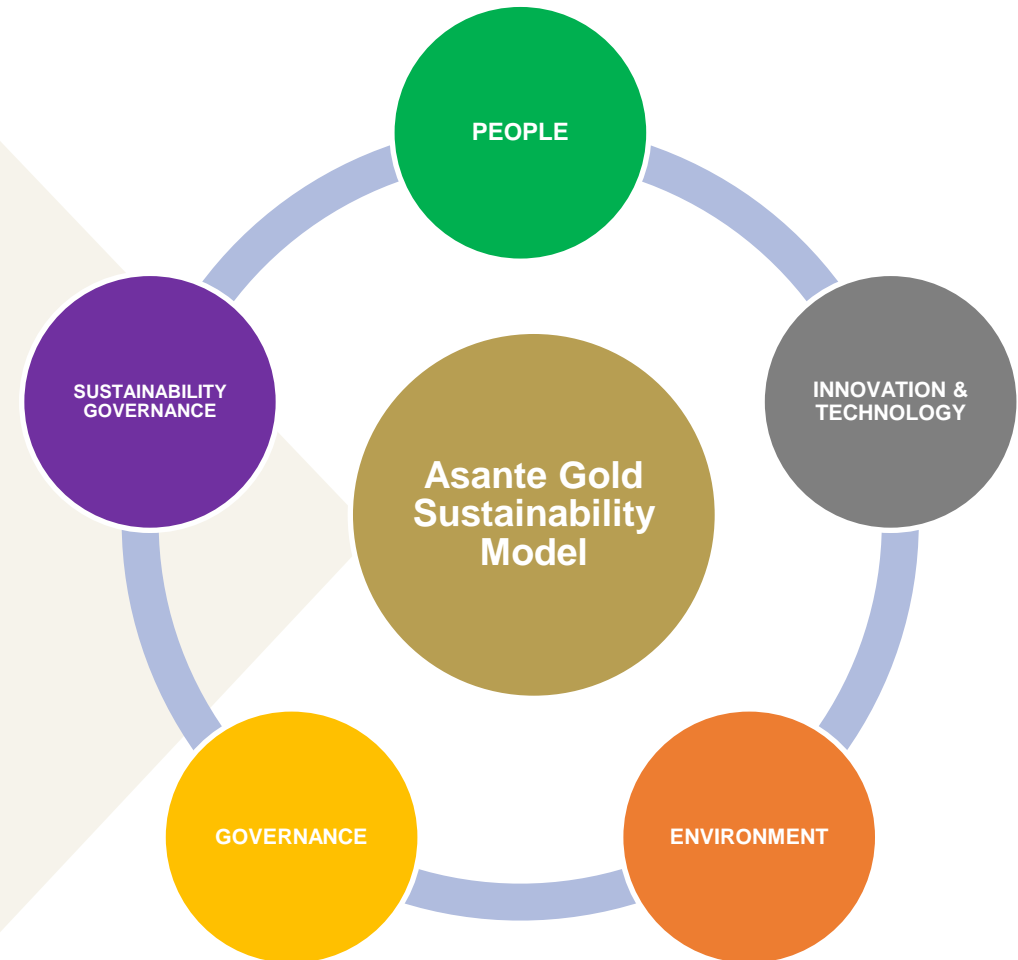 PEOPLE
INNOVATION &
TECHNOLOGY
SUSTAINABILITY
GOVERNANCE
Asante Gold
Sustainability
Model
GOVERNANCE
ENVIRONMENT